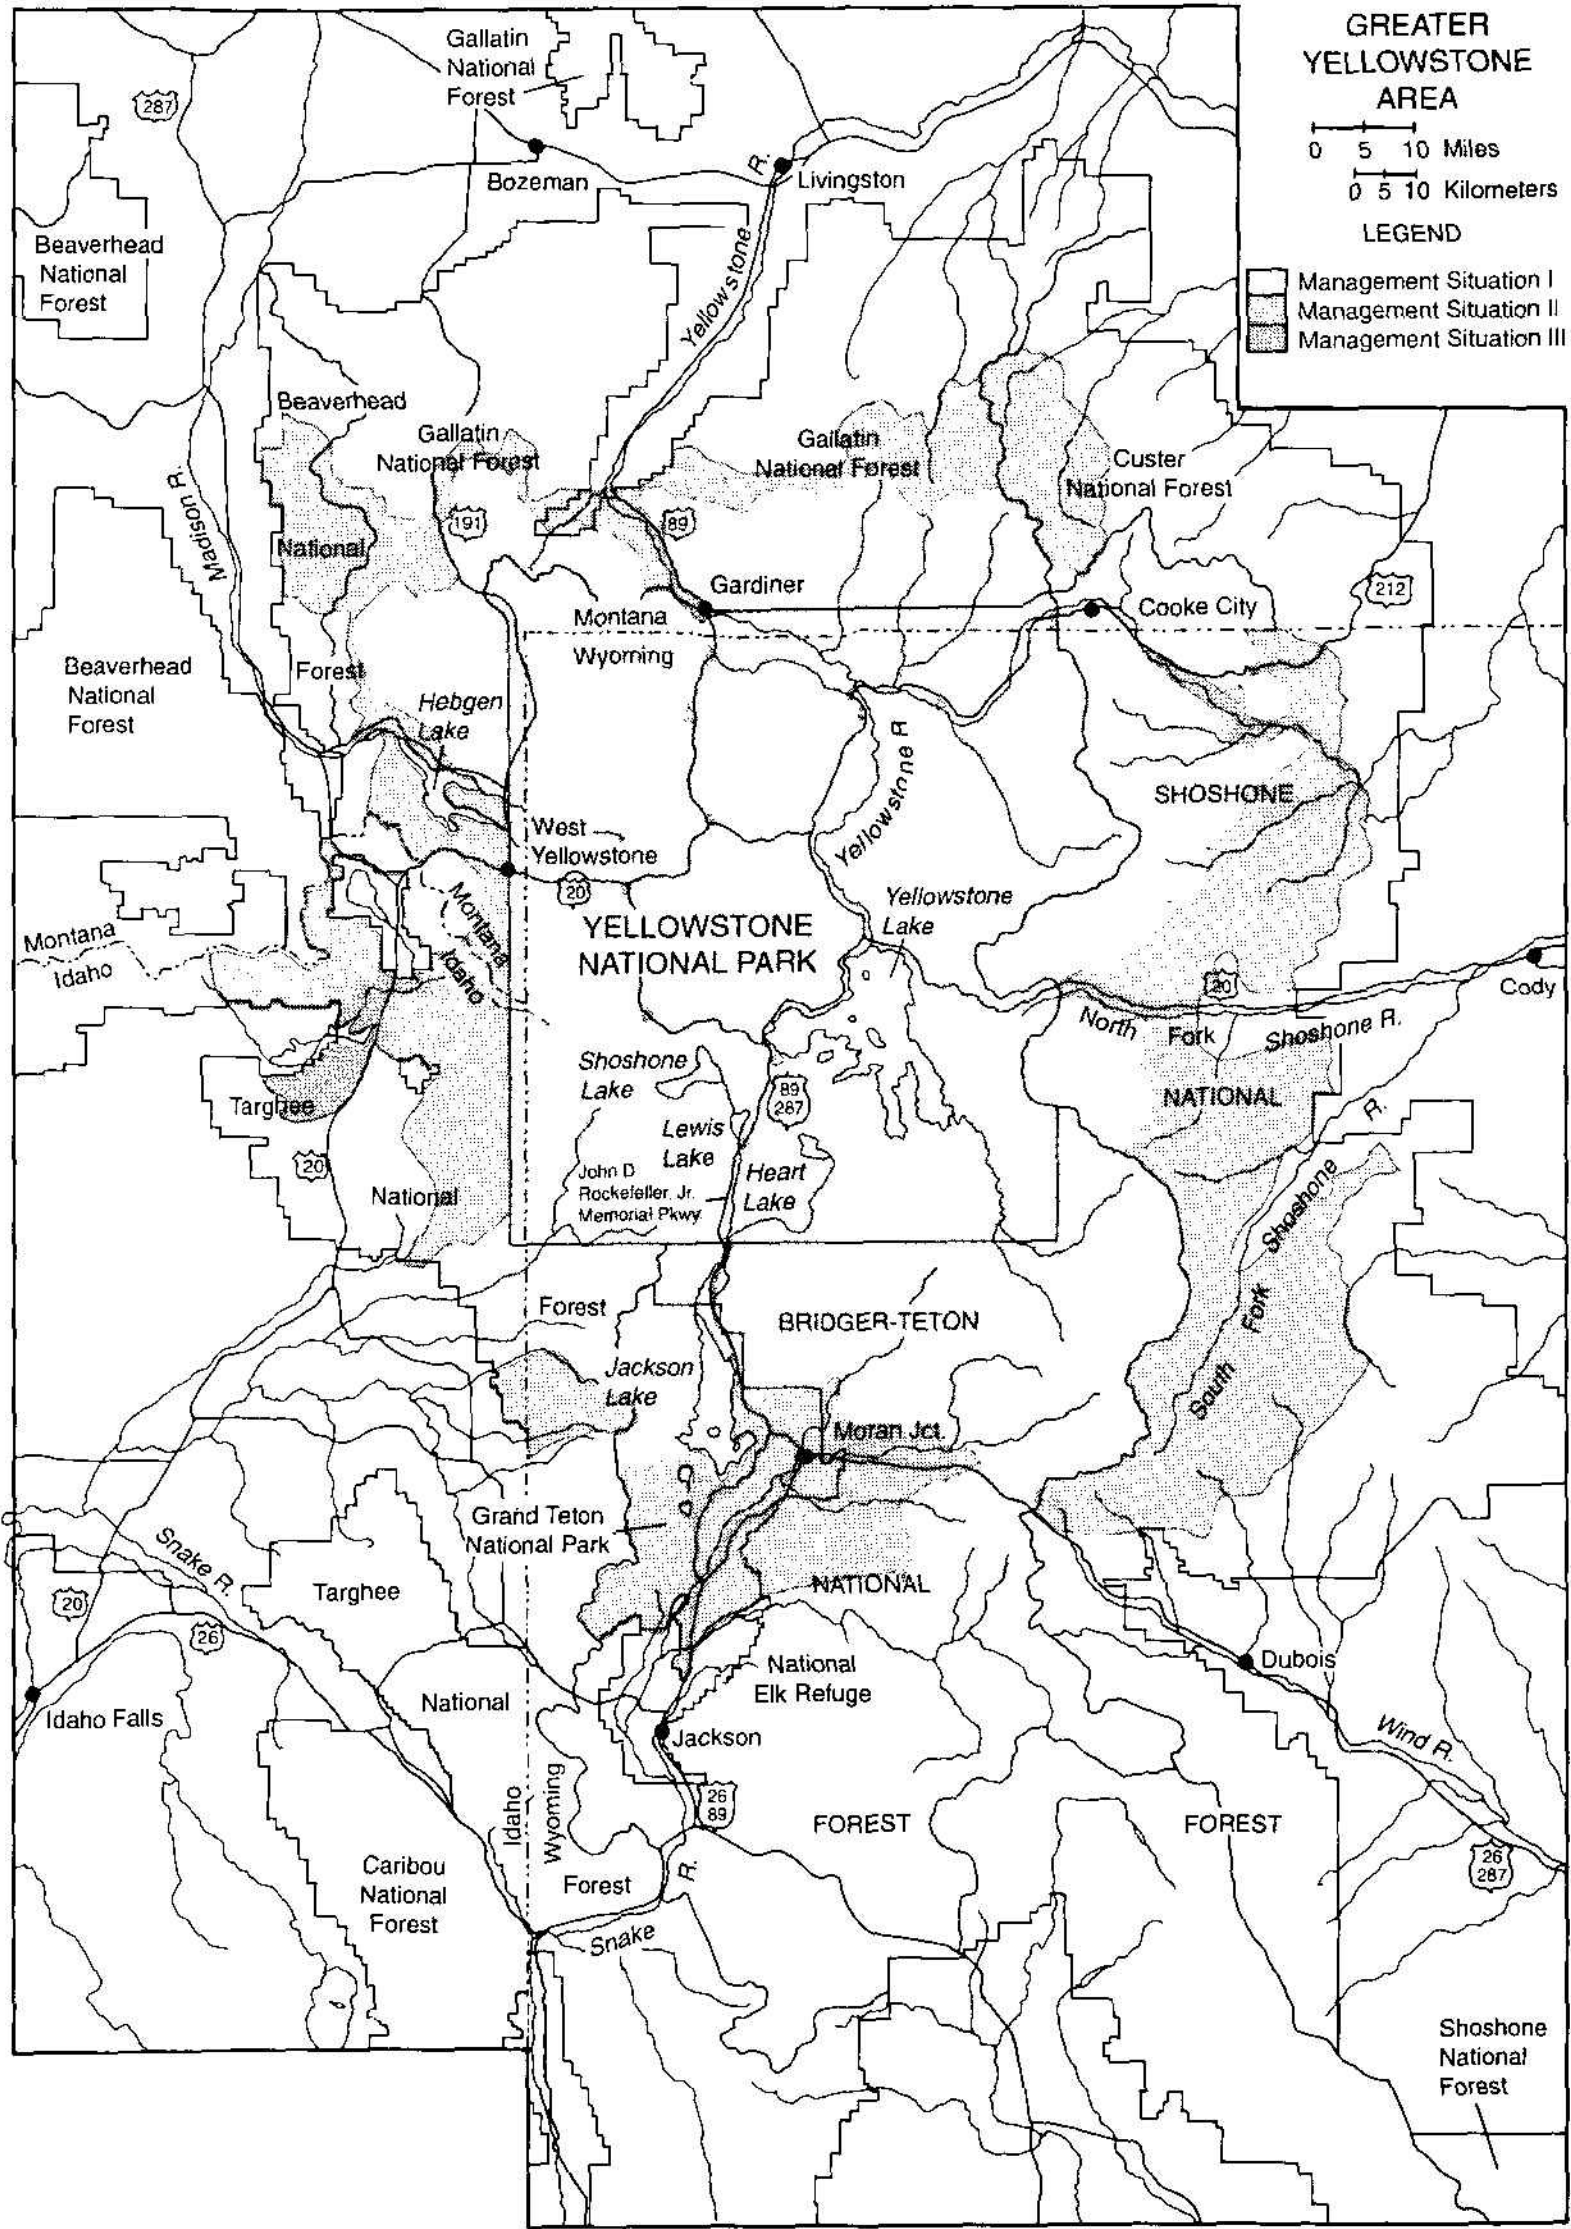 GREATER
YELLOWSTONE
AREA
0 5 10 Miles
0 5 10 Kilometers
LEGEND
Management Situation I
Management Situation II
Management Situation III
Gallatin
National
Forest
287
Bozeman
R.
Livingston
Yellowstone
Beaverhead
National
Forest
Beaverhead
National
Forest
Gallatin
National Forest
Gallatin
National Forest
Custer
National Forest
Madison R.
191
89
212
Gardiner
Cooke City
Montana
Wyoming
Beaverhead
National
Forest
Hebgen
Lake
West
Yellowstone
20
Yellowstone R
SHOSHONE
YELLOWSTONE
NATIONAL PARK
Yellowstone
Lake
Montana
Idaho
Montana
Idaho
20
Cody
North
Fork
Shoshone R.
Shoshone
Lake
89
287
NATIONAL
Targhee
Lewis
Lake
R.
20
John D
Rockefeller, Jr.
Memorial Pkwy
Heart
Lake
National
Shoshone
Fork
South
Forest
BRIDGER-TETON
Jackson
Lake
Moran Jct.
Grand Teton
National Park
Snake R.
Targhee
NATIONAL
20
26
National
Elk Refuge
Dubois
Idaho Falls
National
Jackson
Wind R.
26
89
Idaho
Wyoming
FOREST
FOREST
26
287
Caribou
National
Forest
Forest
R.
Snake
Shoshone
National
Forest